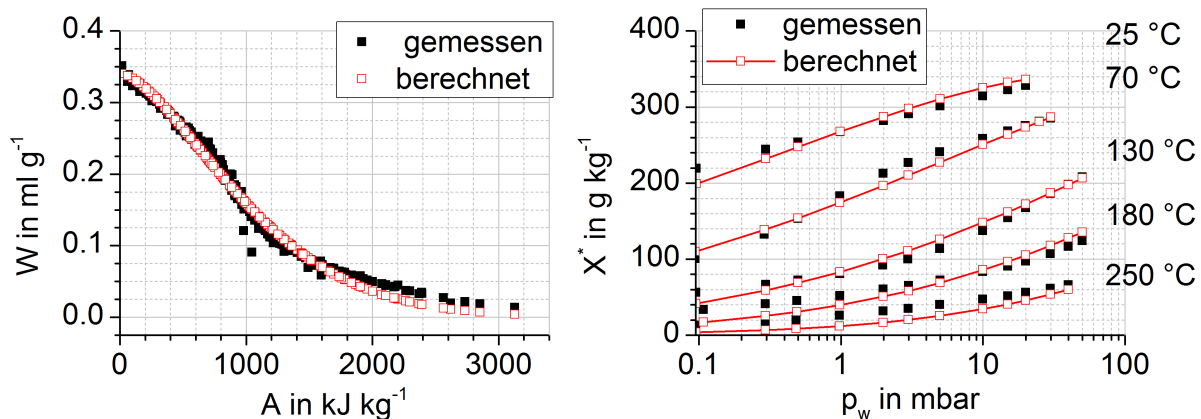 0.4
0.3
0.2
0.1
0.0
W in ml g⁻¹
gemessen
berechnet
0 1000 2000 3000
A in kJ kg⁻¹
400
300
200
100
0
X* in g kg⁻¹
gemessen
berechnet
25 °C
70 °C
130 °C
180 °C
250 °C
0.1 1 10 100
p_w in mbar